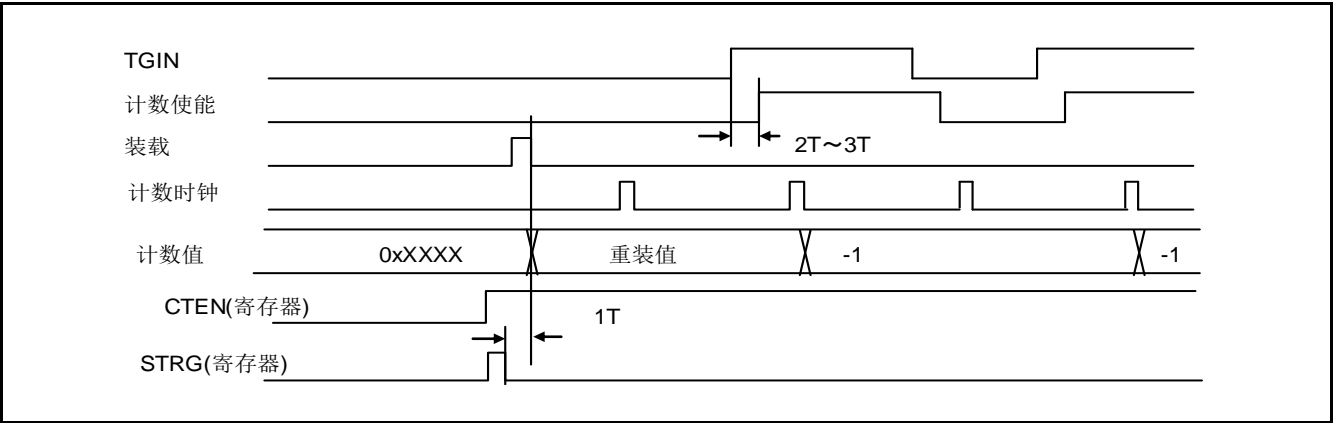 TGIN
计数使能
装载
2T～3T
计数时钟
计数值 0xXXXX 重装值 -1 -1
CTEN(寄存器)
1T
STRG(寄存器)